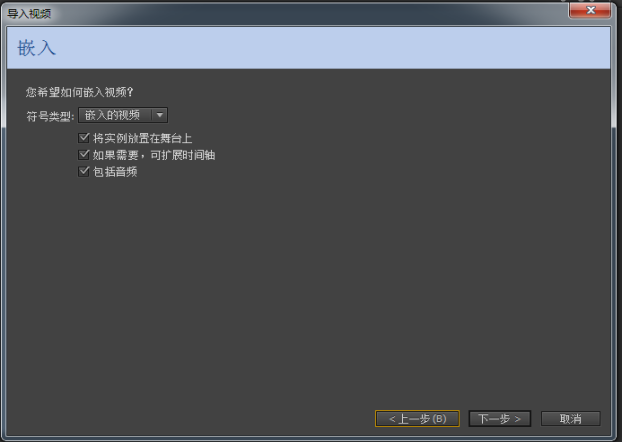 导入视频
嵌入
您希望如何嵌入视频?
符号类型: 嵌入的视频
将实例放置在舞台上
如果需要，可扩展时间轴
包括音频
< 上一步(B) 下一步 > 取消